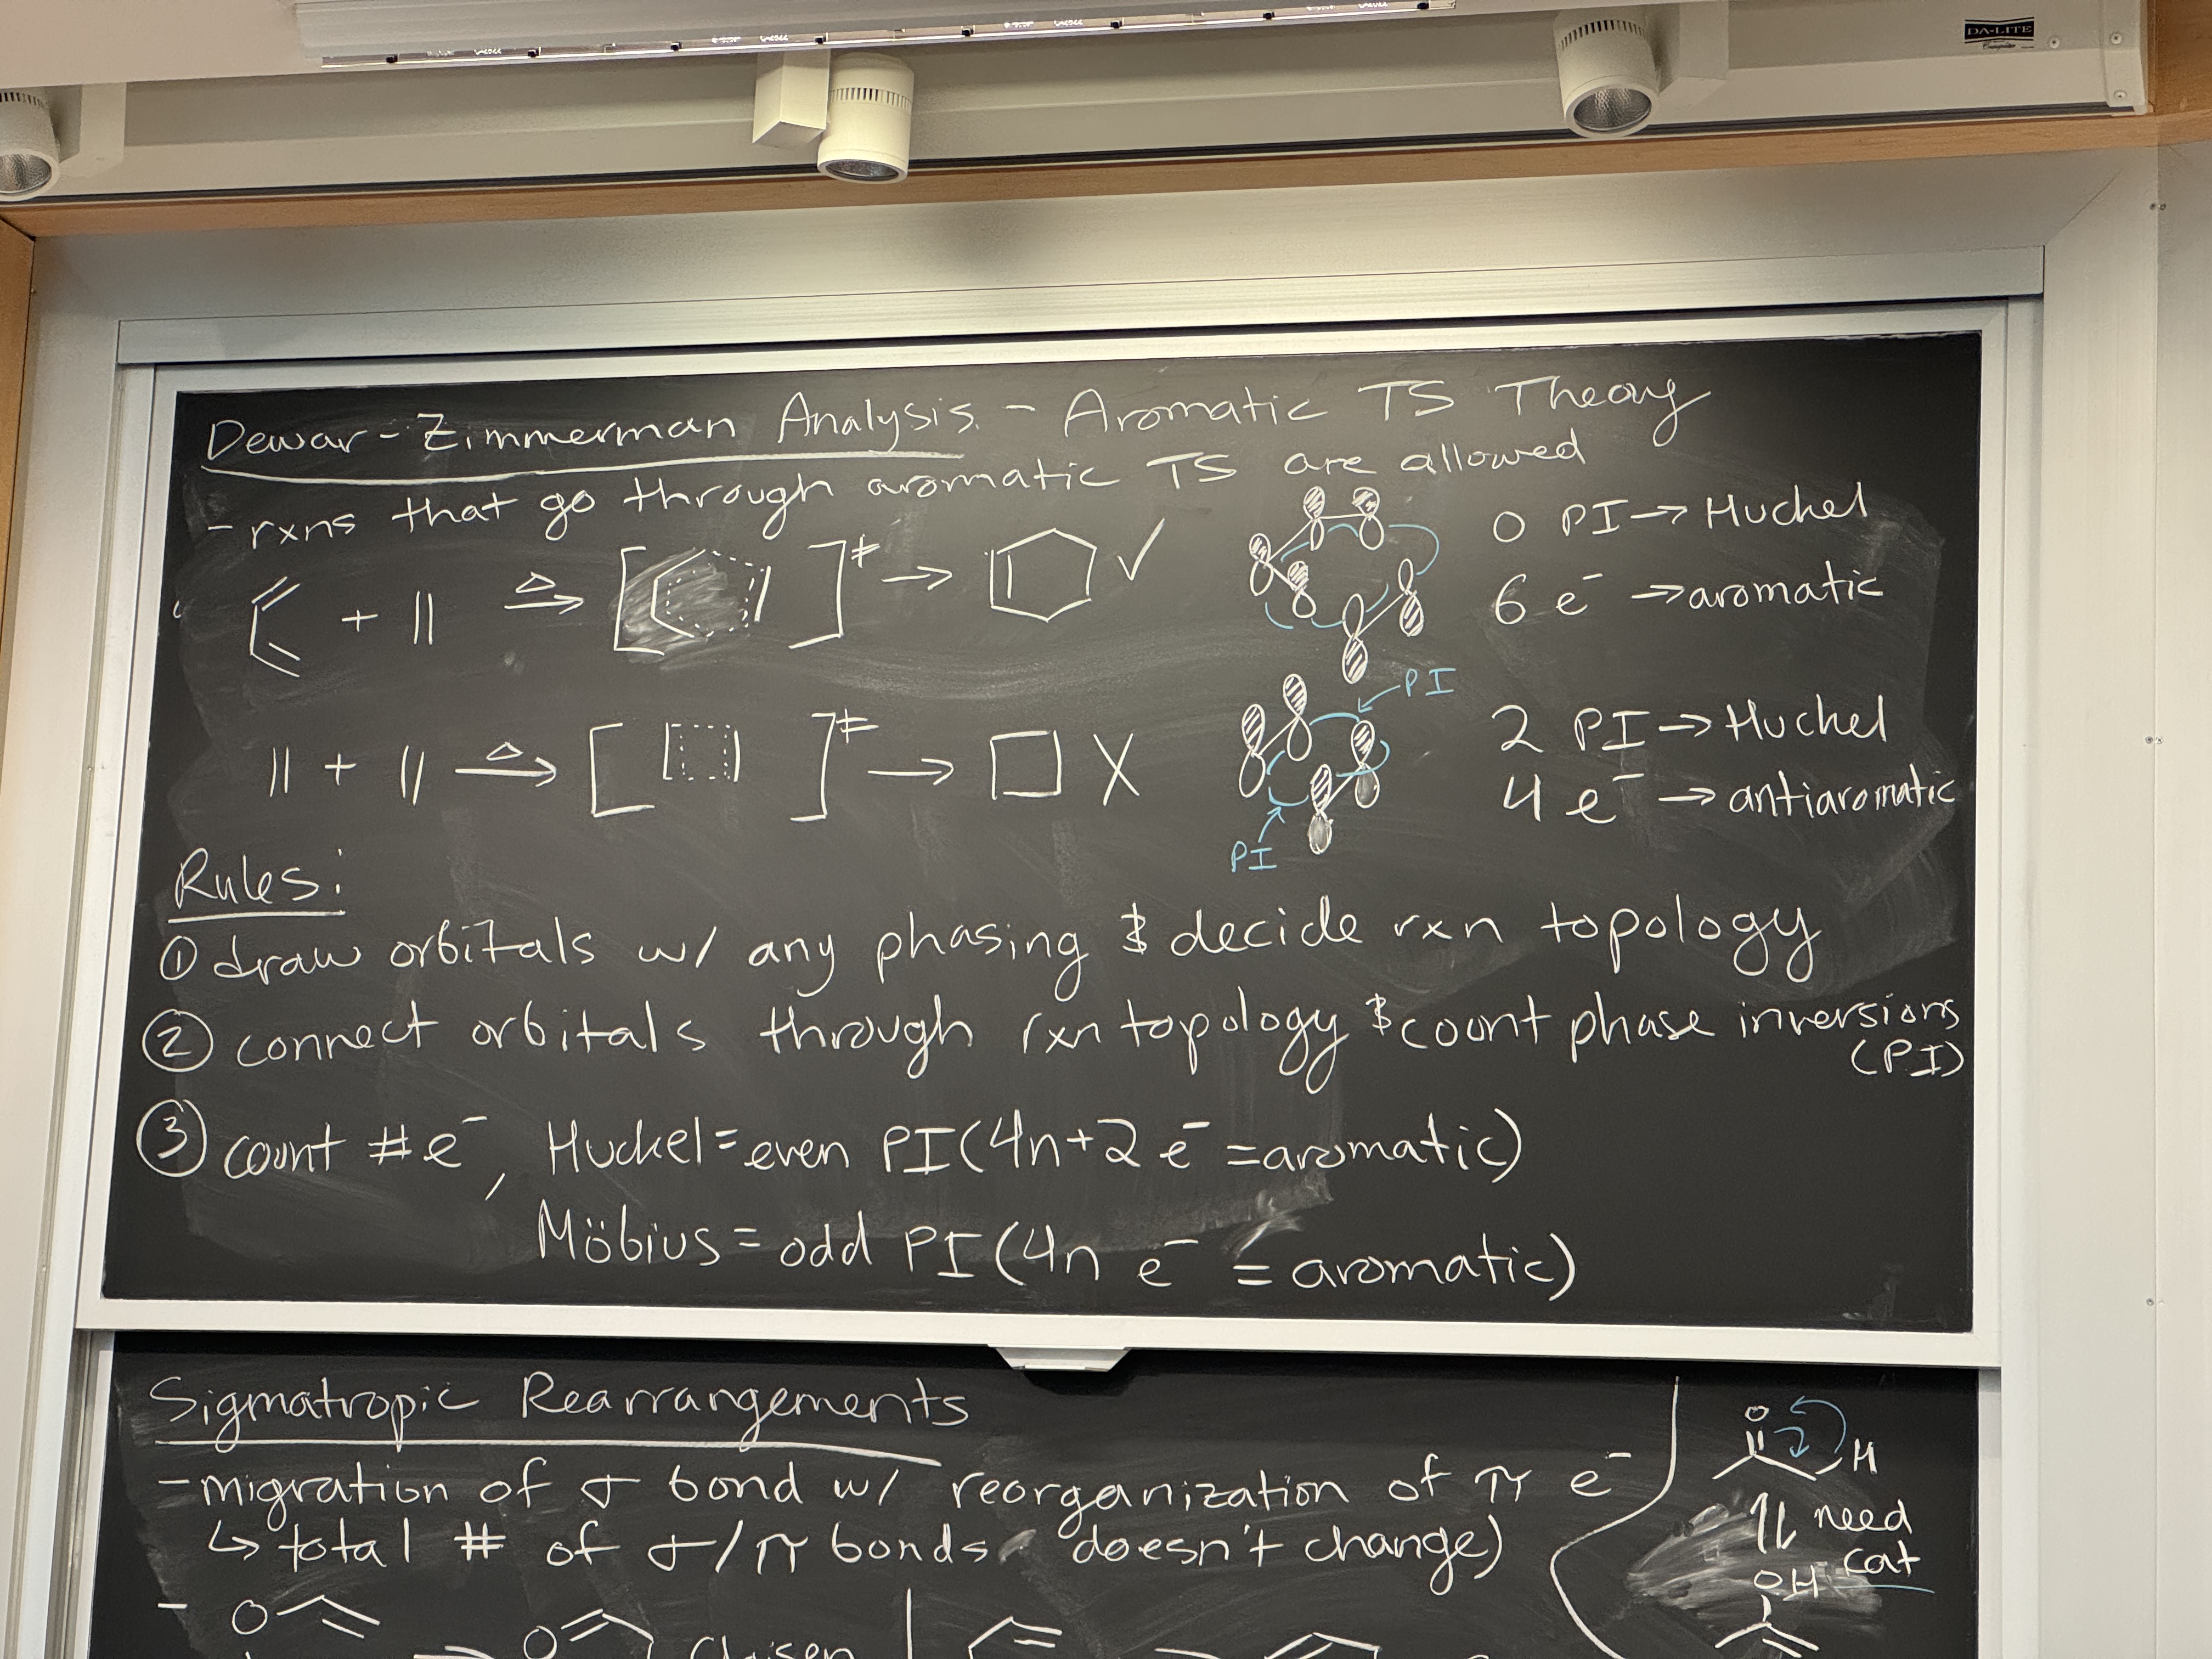 DA-LITE
Dewar-Zimmerman Analysis - Aromatic TS Theory
- rxns that go through aromatic TS are allowed
+ || Δ → [ ]‡ → ✓
0 PI → Huckel
6 e⁻ → aromatic
|| + || Δ → [ ]‡ → □ X
PI
PI
2 PI → Huckel
4 e⁻ → antiaromatic
Rules:
① draw orbitals w/ any phasing & decide rxn topology
② connect orbitals through rxn topology & count phase inversions
(PI)
③ count # e⁻, Huckel = even PI (4n+2 e⁻ = aromatic)
Möbius = odd PI (4n e⁻ = aromatic)
Sigmatropic Rearrangements
- migration of σ bond w/ reorganization of π e⁻
↳ total # of σ/π bonds doesn't change)
-
O
O
Claisen
O
H
⇅ need
cat
OH